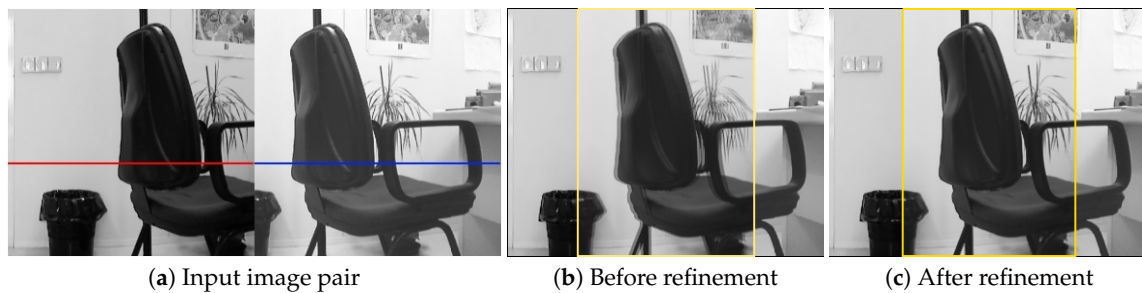 (a) Input image pair
(b) Before refinement
(c) After refinement